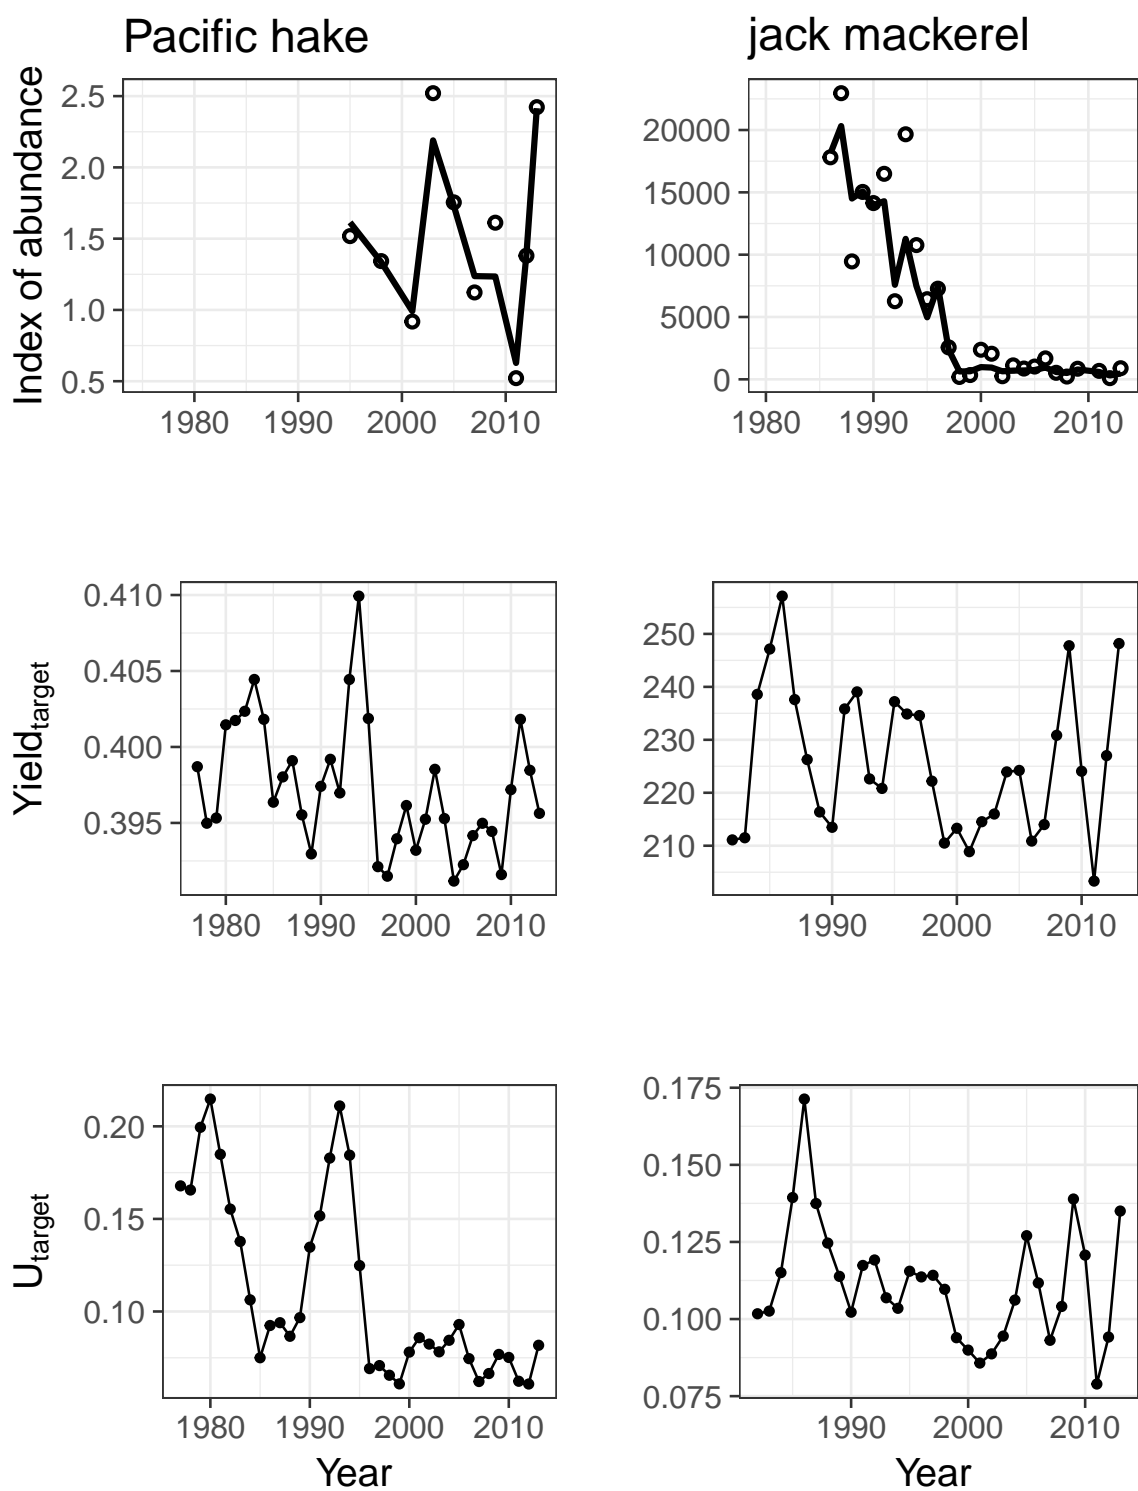 Pacific hake
jack mackerel
Index of abundance
2.5
2.0
1.5
1.0
0.5
1980 1990 2000 2010
20000
15000
10000
5000
0
1980 1990 2000 2010
Yieldtarget
0.410
0.405
0.400
0.395
1980 1990 2000 2010
250
240
230
220
210
1990 2000 2010
Utarget
0.20
0.15
0.10
1980 1990 2000 2010
Year
0.175
0.150
0.125
0.100
0.075
1990 2000 2010
Year